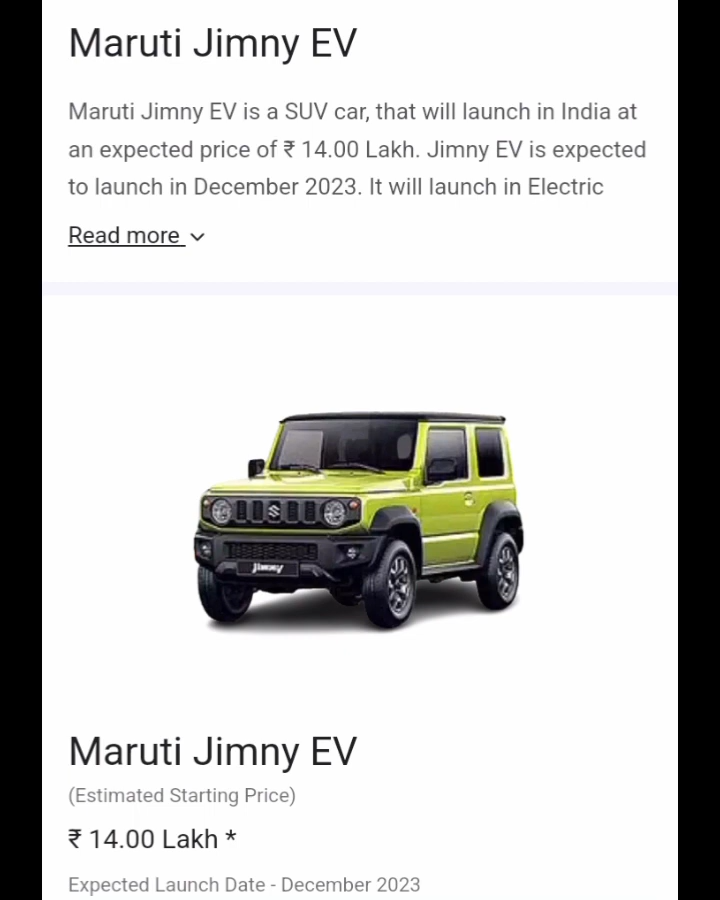 Maruti Jimny EV
Maruti Jimny EV is a SUV car, that will launch in India at
an expected price of ₹ 14.00 Lakh. Jimny EV is expected
to launch in December 2023. It will launch in Electric
Read more
Jimny
Maruti Jimny EV
(Estimated Starting Price)
₹ 14.00 Lakh *
Expected Launch Date - December 2023